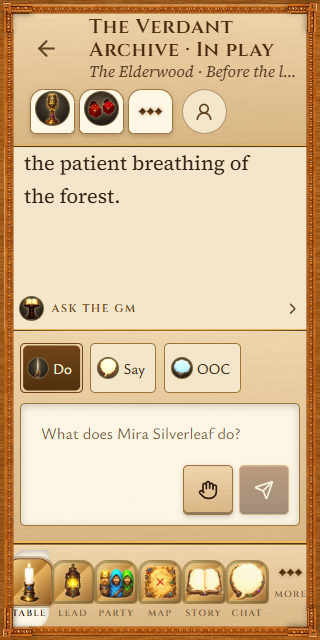 The Verdant
Archive · In play
The Elderwood · Before the l...
the patient breathing of
the forest.
ASK THE GM
Do
Say
OOC
What does Mira Silverleaf do?
TABLE
LEAD
PARTY
MAP
STORY
CHAT
MORE